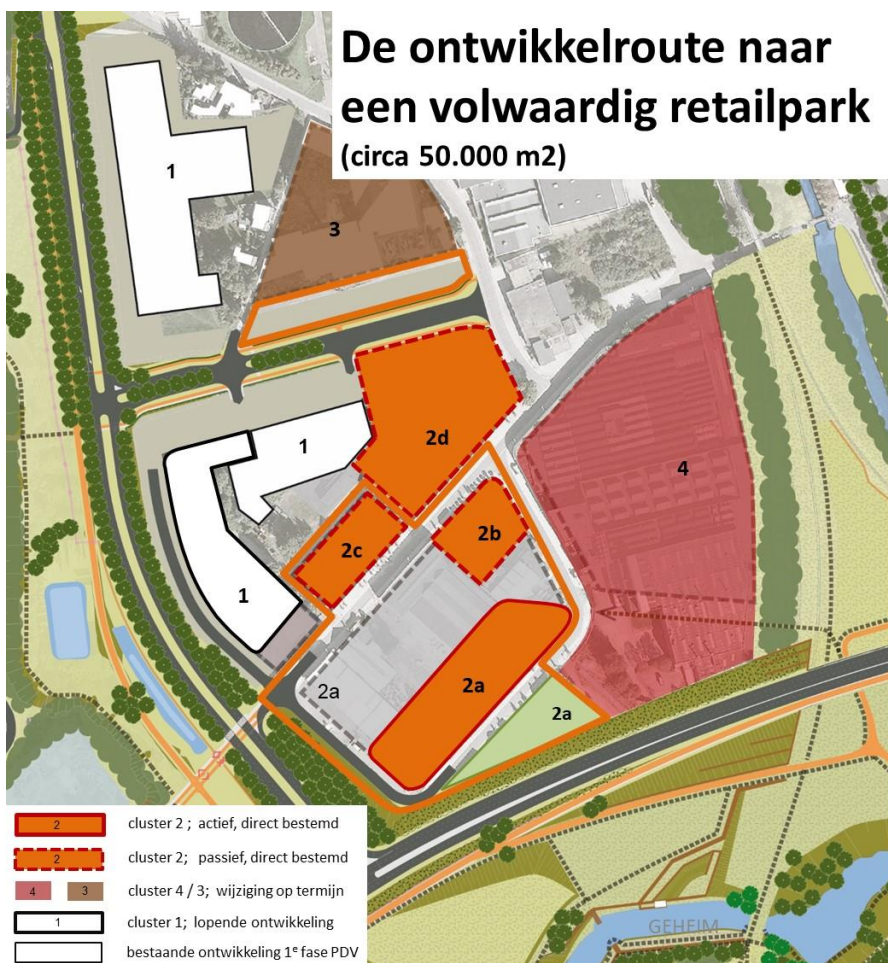 De ontwikkelroute naar
een volwaardig retailpark
(circa 50.000 m2)
1
3
2d
1
4
2b
2c
1
2a
2a
2a
2 cluster 2 ; actief, direct bestemd
2 cluster 2; passief, direct bestemd
4 3 cluster 4 / 3; wijziging op termijn
1 cluster 1; lopende ontwikkeling
bestaande ontwikkeling 1e fase PDV
GEHEIM